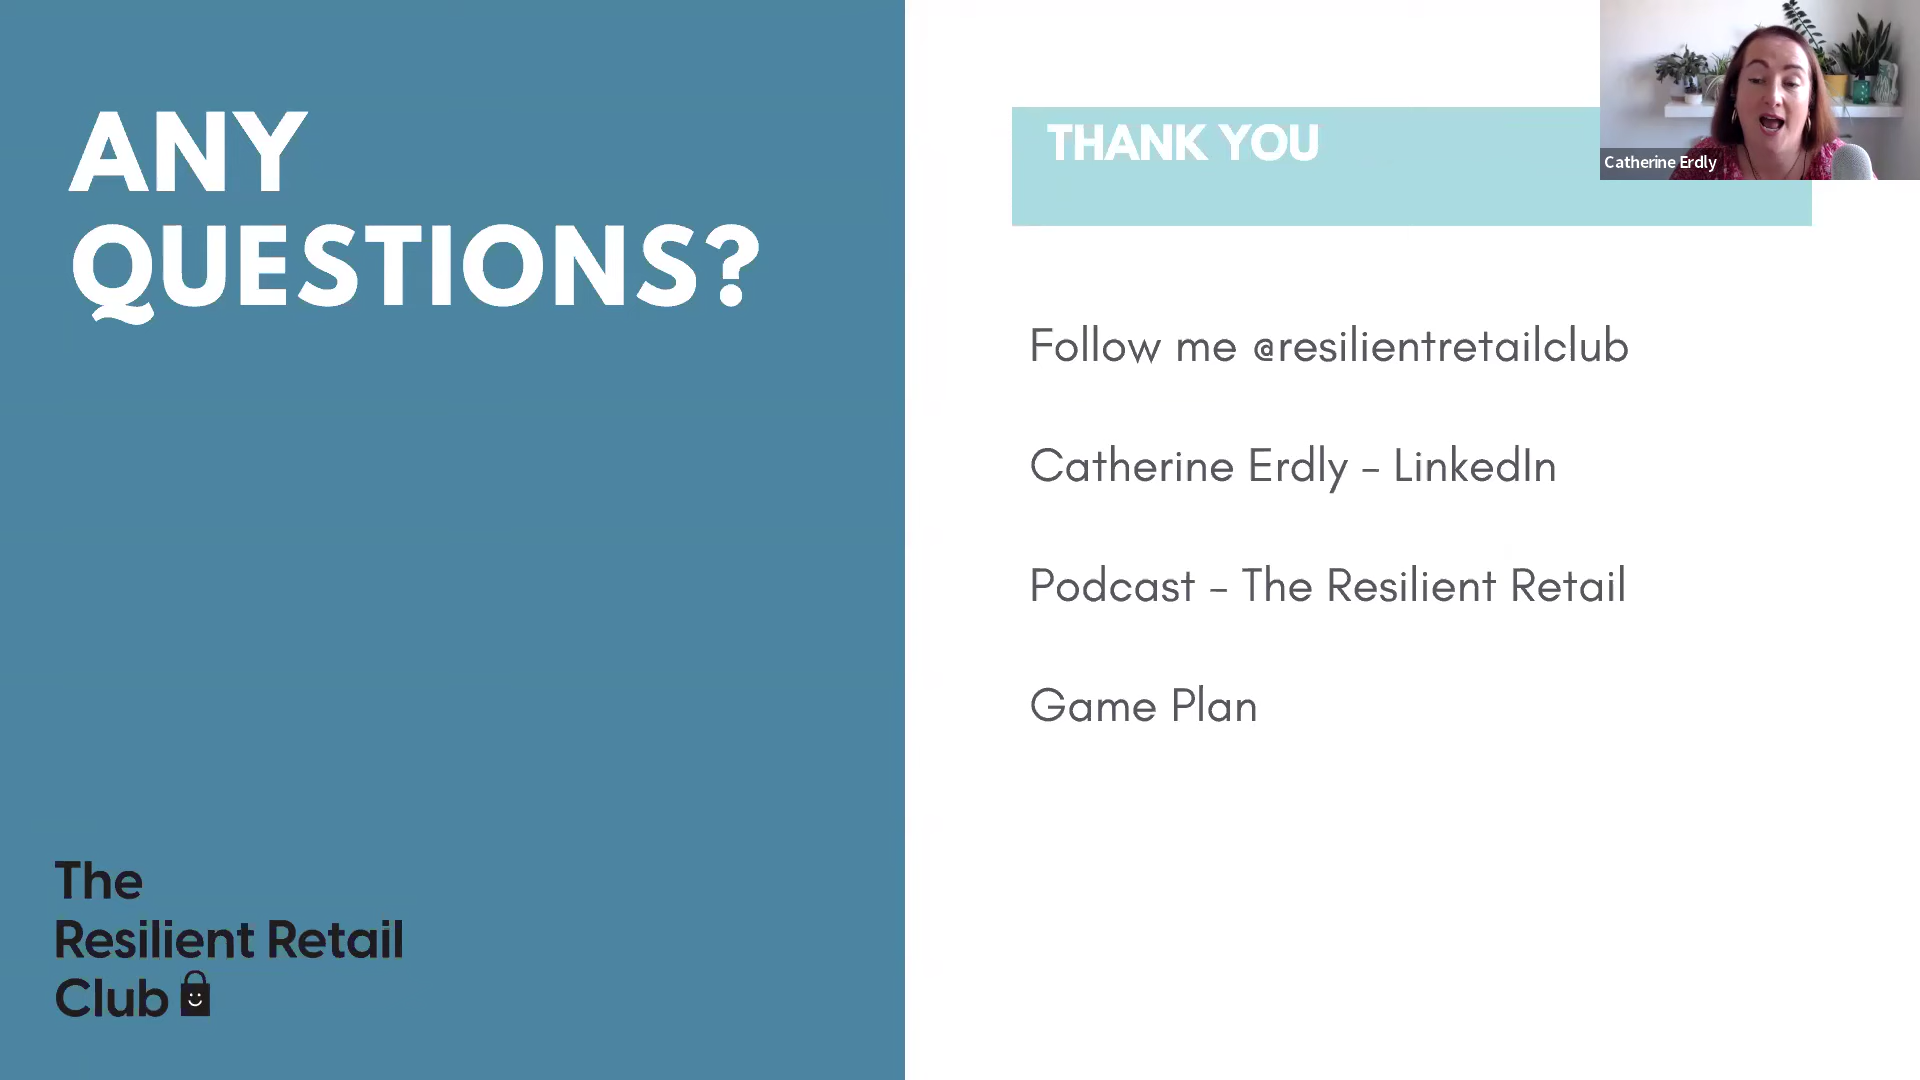 ANY
QUESTIONS?
The
Resilient Retail
Club
THANK YOU
Follow me @resilientretailclub
Catherine Erdly - LinkedIn
Podcast - The Resilient Retail
Game Plan
Catherine Erdly